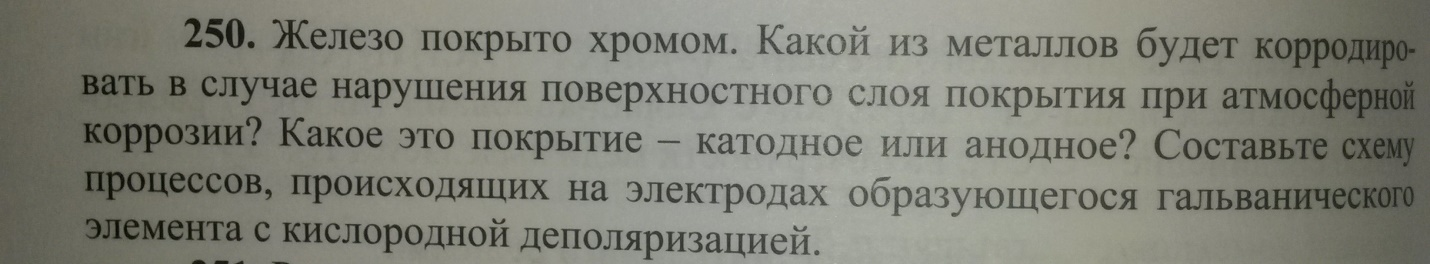 250. Железо покрыто хромом. Какой из металлов будет корродиро-
вать в случае нарушения поверхностного слоя покрытия при атмосферной
коррозии? Какое это покрытие – катодное или анодное? Составьте схему
процессов, происходящих на электродах образующегося гальванического
элемента с кислородной деполяризацией.